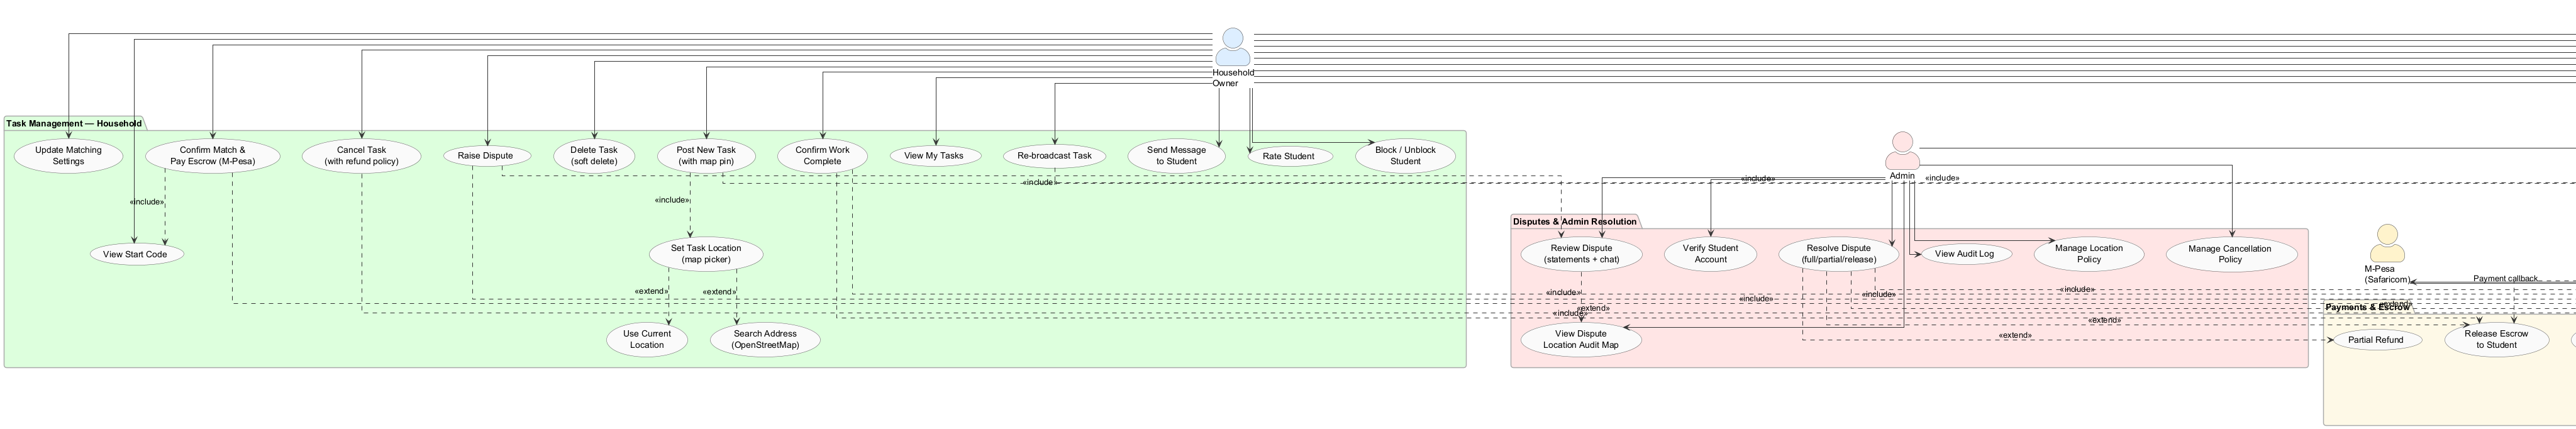 Household
Owner
Task Management — Household
Update Matching
Settings
Confirm Match &
Pay Escrow (M-Pesa)
Cancel Task
(with refund policy)
Raise Dispute
Delete Task
(soft delete)
Post New Task
(with map pin)
Confirm Work
Complete
View My Tasks
Re-broadcast Task
Send Message
to Student
Rate Student
Block / Unblock
Student
«include»
«include»
«include»
View Start Code
Set Task Location
(map picker)
«extend»
«extend»
Use Current
Location
Search Address
(OpenStreetMap)
Admin
«include»
«include»
Disputes & Admin Resolution
Review Dispute
(statements + chat)
Verify Student
Account
Resolve Dispute
(full/partial/release)
View Audit Log
Manage Location
Policy
Manage Cancellation
Policy
«include»
«extend»
«include»
«include»
«include»
«include»
«extend»
«extend»
View Dispute
Location Audit Map
M-Pesa
(Safaricom)
Payment callback
«extend»
Payments & Escrow
Partial Refund
Release Escrow
to Student